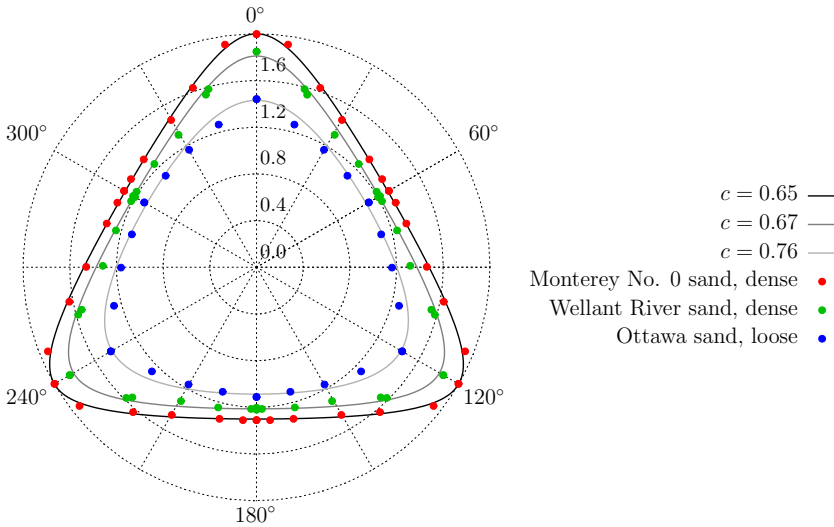 0°
1.6
1.2
0.8
0.4
0.0
300°
60°
240°
120°
180°
c = 0.65
c = 0.67
c = 0.76
Monterey No. 0 sand, dense
Wellant River sand, dense
Ottawa sand, loose